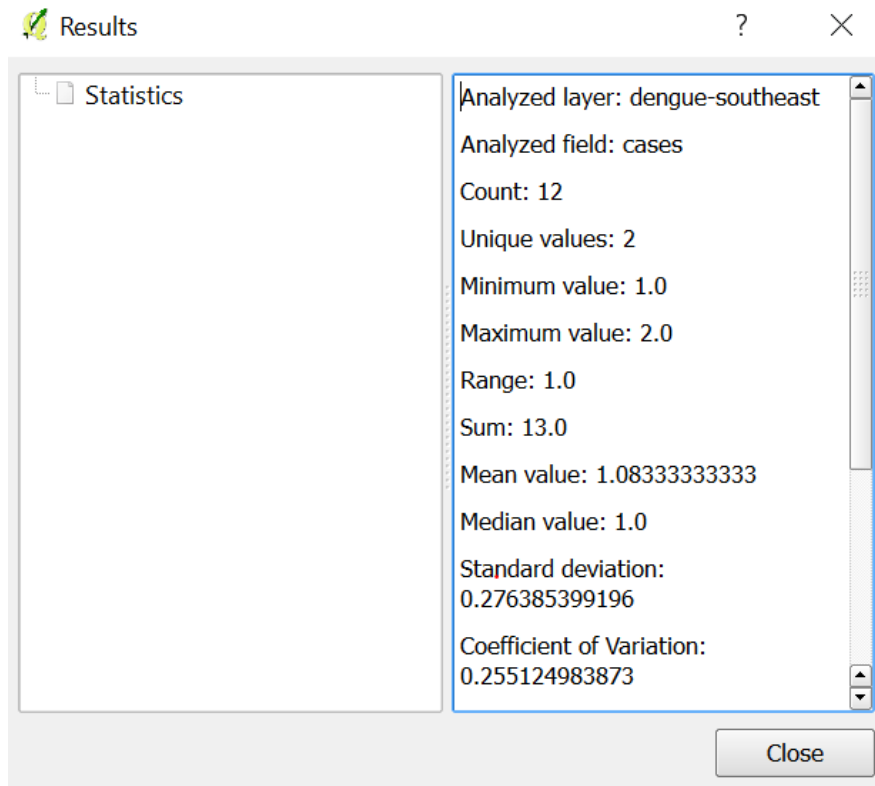 Results
?
Statistics
Analyzed layer: dengue-southeast
Analyzed field: cases
Count: 12
Unique values: 2
Minimum value: 1.0
Maximum value: 2.0
Range: 1.0
Sum: 13.0
Mean value: 1.08333333333
Median value: 1.0
Standard deviation:
0.276385399196
Coefficient of Variation:
0.255124983873
Close